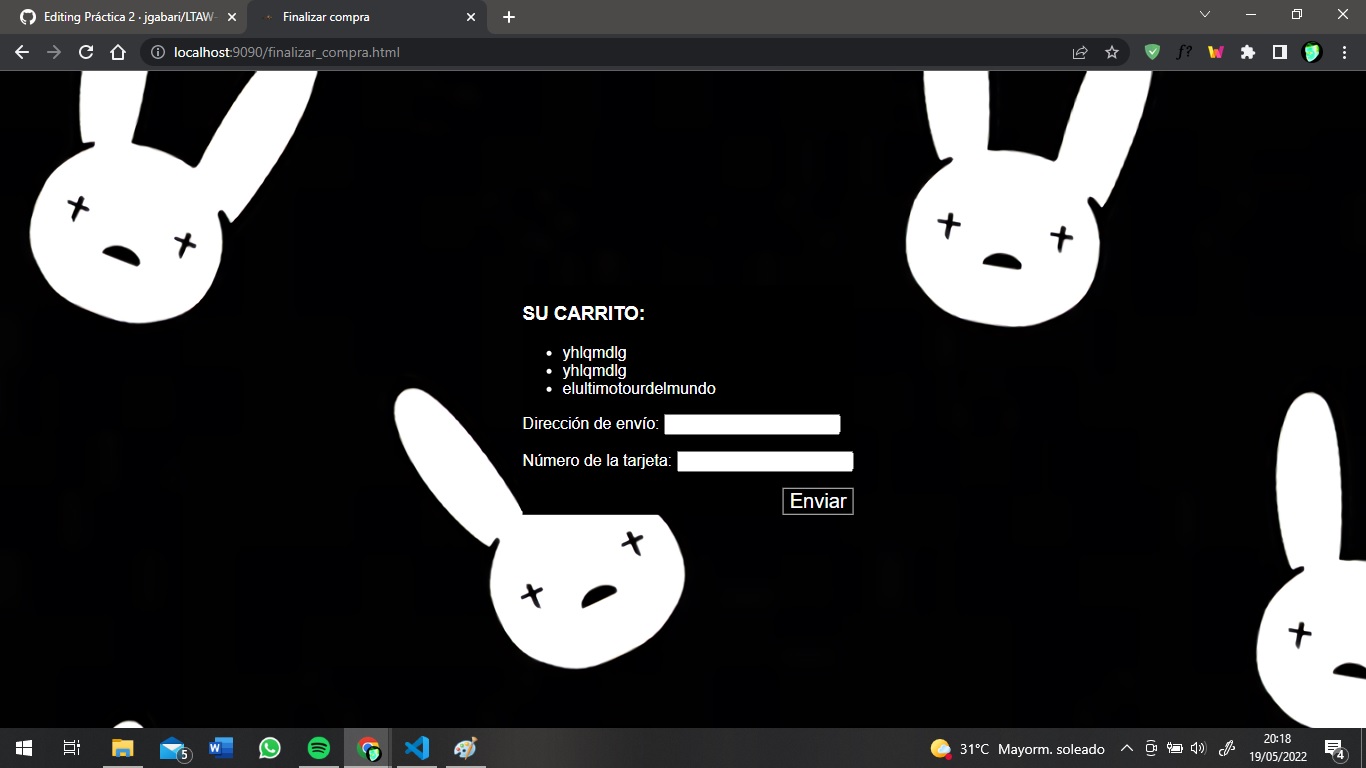 Editing Práctica 2 · jgabari/LTAW-
Finalizar compra
localhost:9090/finalizar_compra.html
f?
SU CARRITO:
• yhlqmdlg
• yhlqmdlg
• elultimotourdelmundo
Dirección de envío:
Número de la tarjeta:
Enviar
5
31°C Mayorm. soleado
20:18
19/05/2022
4